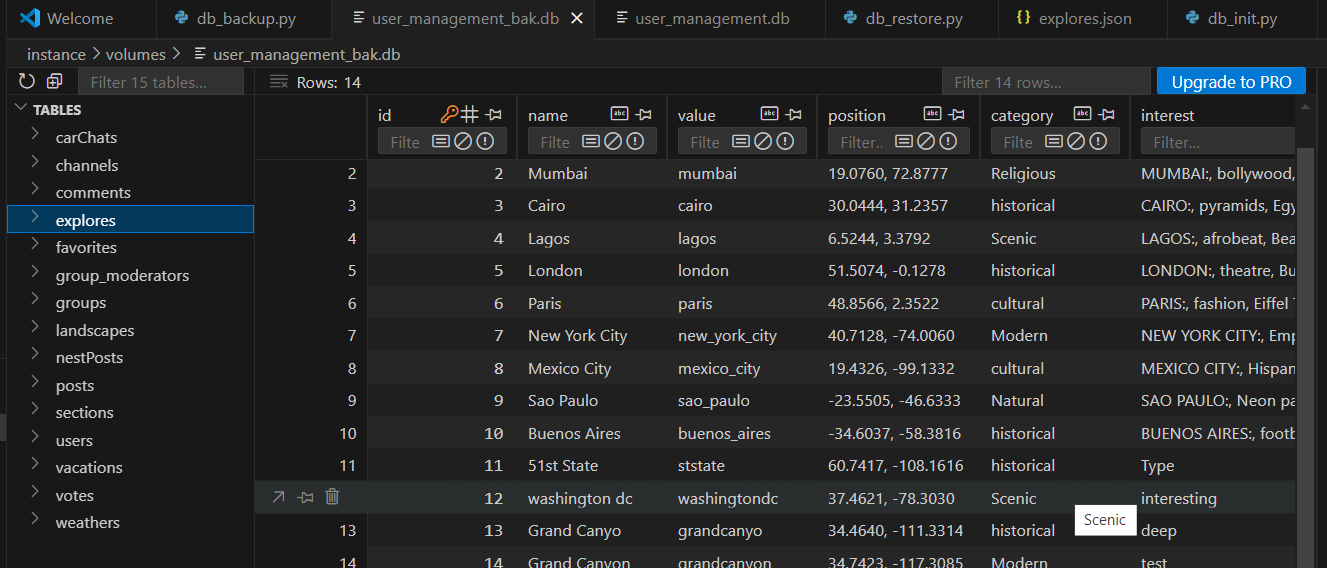 Welcome db_backup.py user_management_bak.db user_management.db db_restore.py {} explores.json db_init.py
instance > volumes > user_management_bak.db
Filter 15 tables... Rows: 14 Filter 14 rows... Upgrade to PRO
TABLES
carChats
channels
comments
explores
favorites
group_moderators
groups
landscapes
nestPosts
posts
sections
users
vacations
votes
weathers
id name value position category interest
Filte Filte Filte Filter.. Filte Filter...
2 2 Mumbai mumbai 19.0760, 72.8777 Religious MUMBAI:, bollywood,
3 3 Cairo cairo 30.0444, 31.2357 historical CAIRO:, pyramids, Egy
4 4 Lagos lagos 6.5244, 3.3792 Scenic LAGOS:, afrobeat, Bea
5 5 London london 51.5074, -0.1278 historical LONDON:, theatre, Bu
6 6 Paris paris 48.8566, 2.3522 cultural PARIS:, fashion, Eiffel
7 7 New York City new_york_city 40.7128, -74.0060 Modern NEW YORK CITY:, Emp
8 8 Mexico City mexico_city 19.4326, -99.1332 cultural MEXICO CITY:, Hispan
9 9 Sao Paulo sao_paulo -23.5505, -46.6333 Natural SAO PAULO:, Neon pa
10 10 Buenos Aires buenos_aires -34.6037, -58.3816 historical BUENOS AIRES:, footb
11 11 51st State ststate 60.7417, -108.1616 historical Type
12 washington dc washingtondc 37.4621, -78.3030 Scenic interesting
Scenic
13 13 Grand Canyo grandcanyo 34.4640, -111.3314 historical deep
14 14 Grand Canyon grandcanyon 34.7423, -117.3085 Modern test